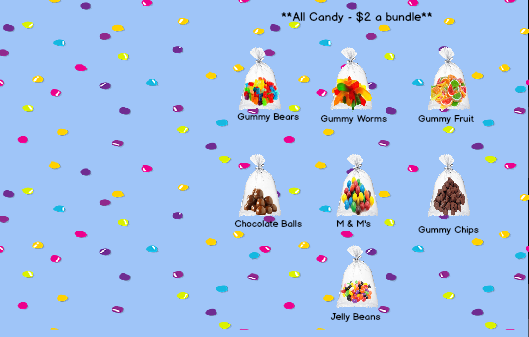 **All Candy - $2 a bundle**
Gummy Bears
Gummy Worms
Gummy Fruit
Chocolate Balls
M & M's
Gummy Chips
Jelly Beans